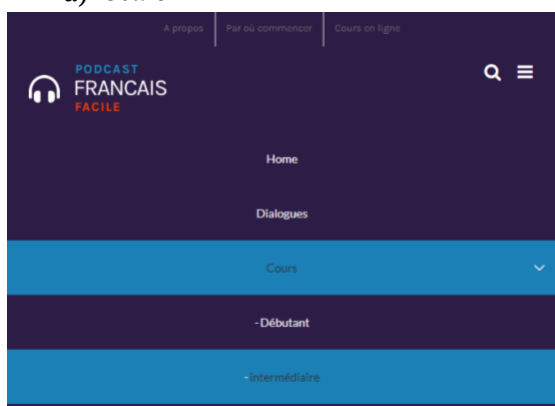 A propos Par où commencer Cours en ligne
PODCAST
FRANCAIS
FACILE
Home
Dialogues
Cours
- Débutant
- Intermédiaire